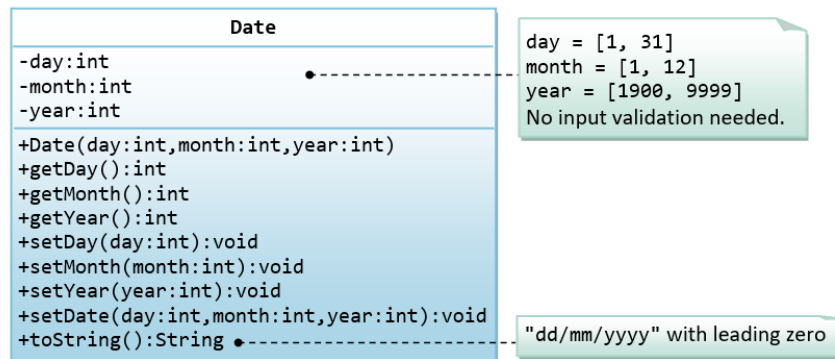 Date
-day:int
-month:int
-year:int
day = [1, 31]
month = [1, 12]
year = [1900, 9999]
No input validation needed.
+Date(day:int,month:int,year:int)
+getDay():int
+getMonth():int
+getYear():int
+setDay(day:int):void
+setMonth(month:int):void
+setYear(year:int):void
+setDate(day:int,month:int,year:int):void
+toString():String
"dd/mm/yyyy" with leading zero